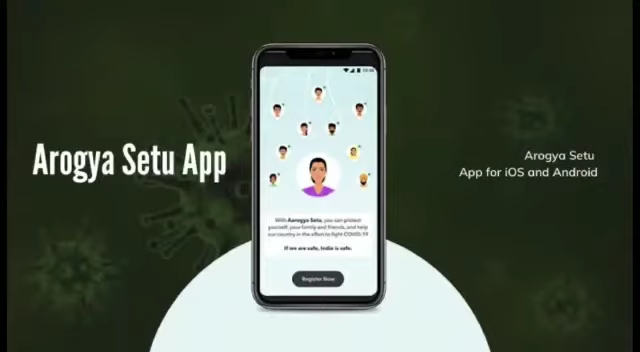 Arogya Setu App
With Aarogya Setu, you can protect
yourself, your family and friends, and help
our country in the effort to fight COVID-19
If we are safe, India is safe.
Register Now
Arogya Setu
App for iOS and Android